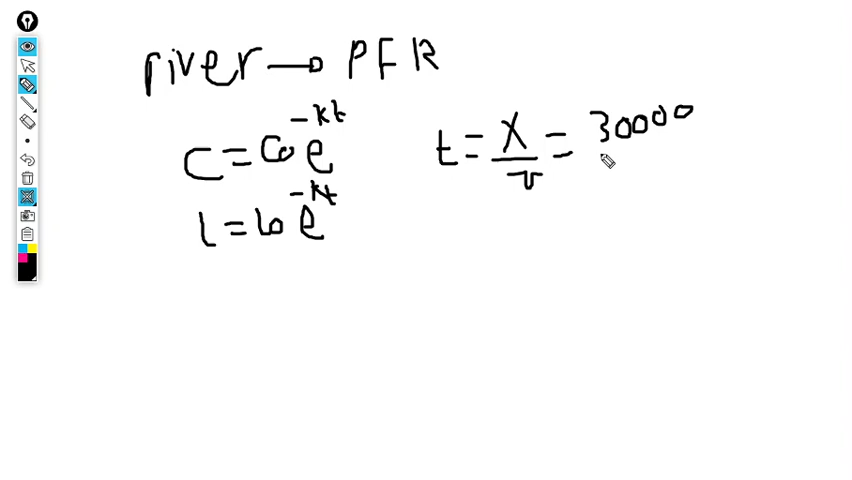 river → PFR
C = Co e^-kt
t = X / v = 30000
L = Lo e^-kt